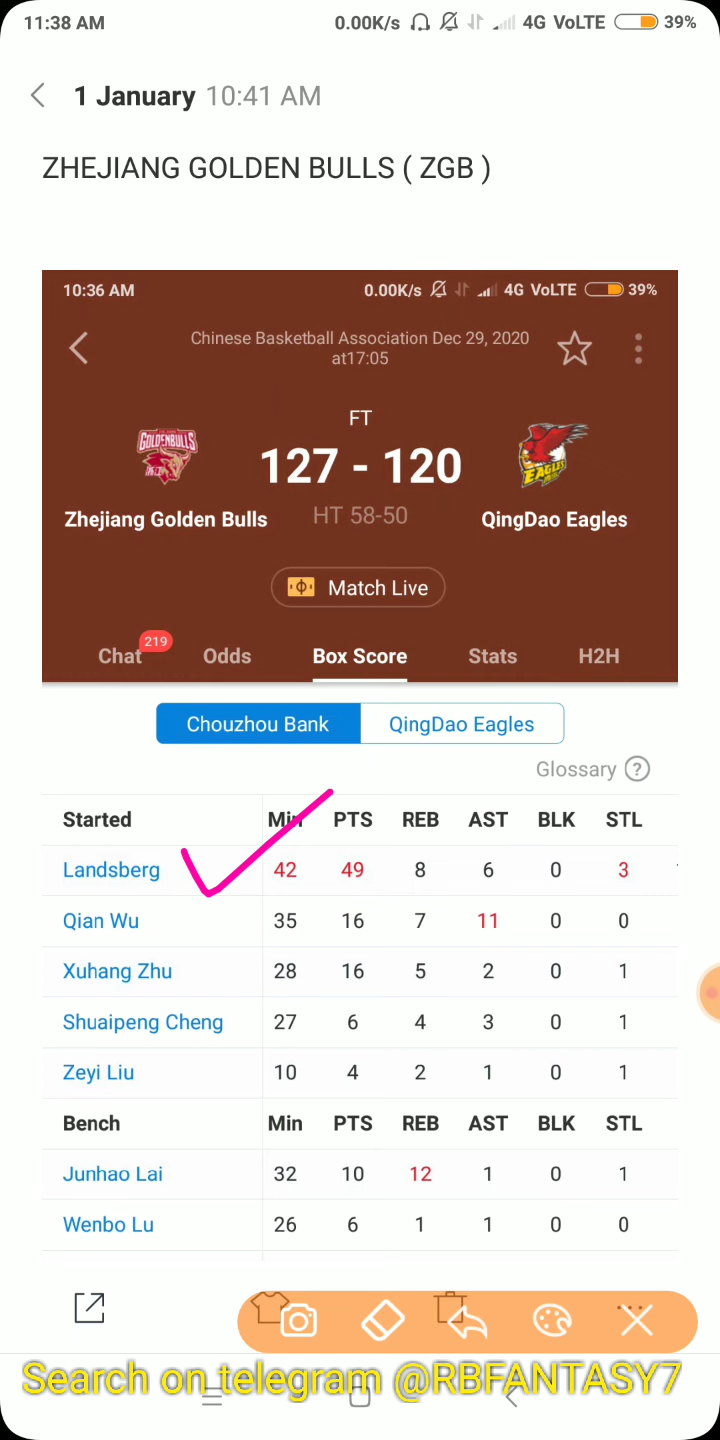 11:38 AM 0.00K/s 4G VoLTE 39%
1 January 10:41 AM
ZHEJIANG GOLDEN BULLS ( ZGB )
10:36 AM 0.00K/s 4G VoLTE 39%
Chinese Basketball Association Dec 29, 2020
at17:05
FT
GOLDENBULLS
127 - 120
EAGLES
Zhejiang Golden Bulls HT 58-50 QingDao Eagles
Match Live
219
Chat Odds Box Score Stats H2H
Chouzhou Bank QingDao Eagles
Glossary ?
Started Min PTS REB AST BLK STL
Landsberg 42 49 8 6 0 3
Qian Wu 35 16 7 11 0 0
Xuhang Zhu 28 16 5 2 0 1
Shuaipeng Cheng 27 6 4 3 0 1
Zeyi Liu 10 4 2 1 0 1
Bench Min PTS REB AST BLK STL
Junhao Lai 32 10 12 1 0 1
Wenbo Lu 26 6 1 1 0 0
Search on telegram @RBFANTASY7